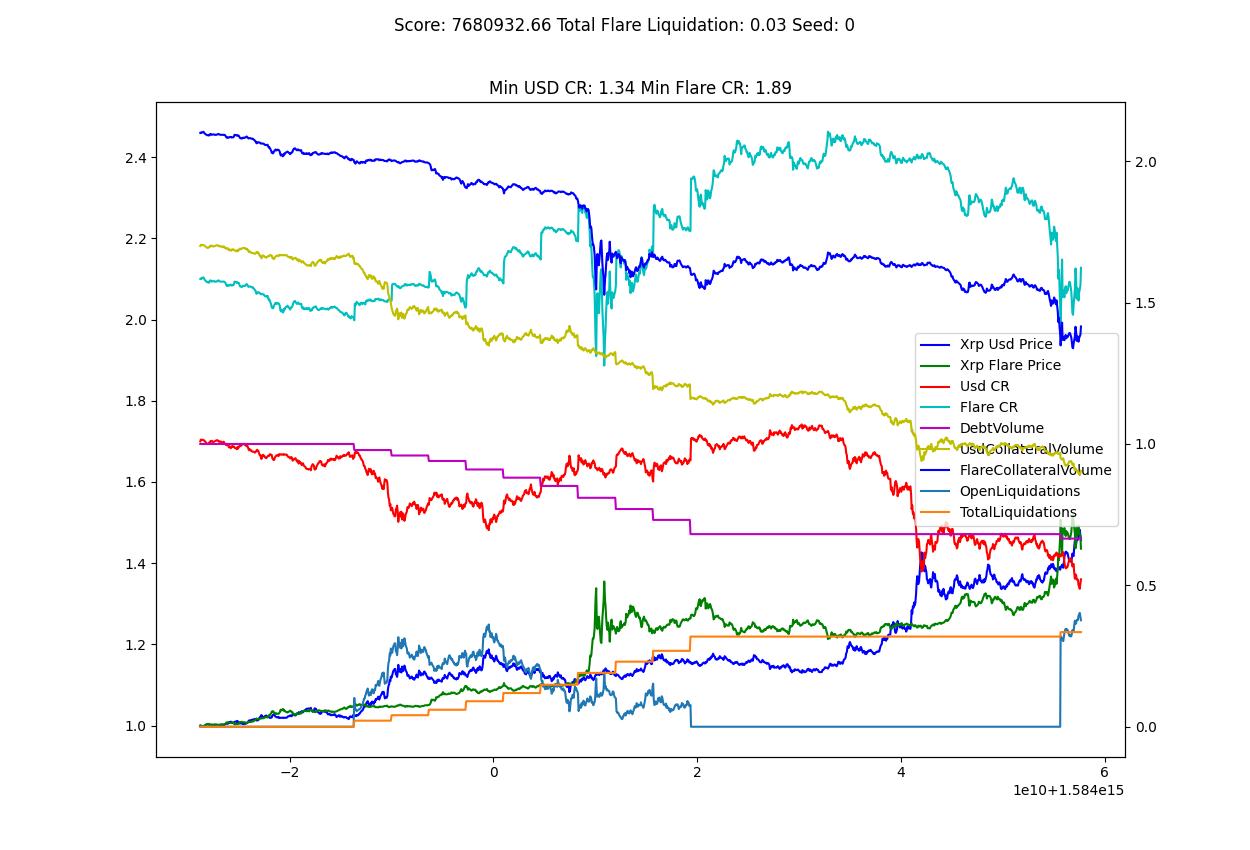 Score: 7680932.66 Total Flare Liquidation: 0.03 Seed: 0
Min USD CR: 1.34 Min Flare CR: 1.89
2.4
2.2
2.0
1.8
1.6
1.4
1.2
1.0
2.0
1.5
1.0
0.5
0.0
Xrp Usd Price
Xrp Flare Price
Usd CR
Flare CR
DebtVolume
UsdCollateralVolume
FlareCollateralVolume
OpenLiquidations
TotalLiquidations
−2
0
2
4
6
1e10+1.584e15